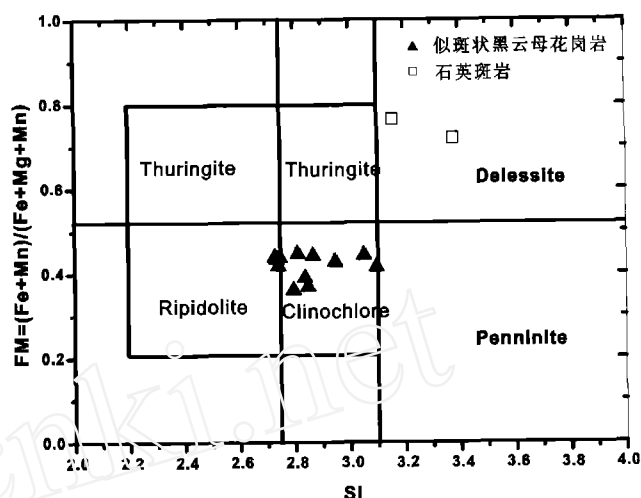 ▲ 似斑状黑云母花岗岩
□ 石英斑岩
FM=(Fe+Mn)/(Fe+Mg+Mn)
1.0
0.8
0.6
0.4
0.2
0.0
Thuringite
Thuringite
Delessite
Ripidolite
Clinochlore
Penninite
2.0 2.2 2.4 2.6 2.8 3.0 3.2 3.4 3.6 3.8 4.0
SI
enki.net